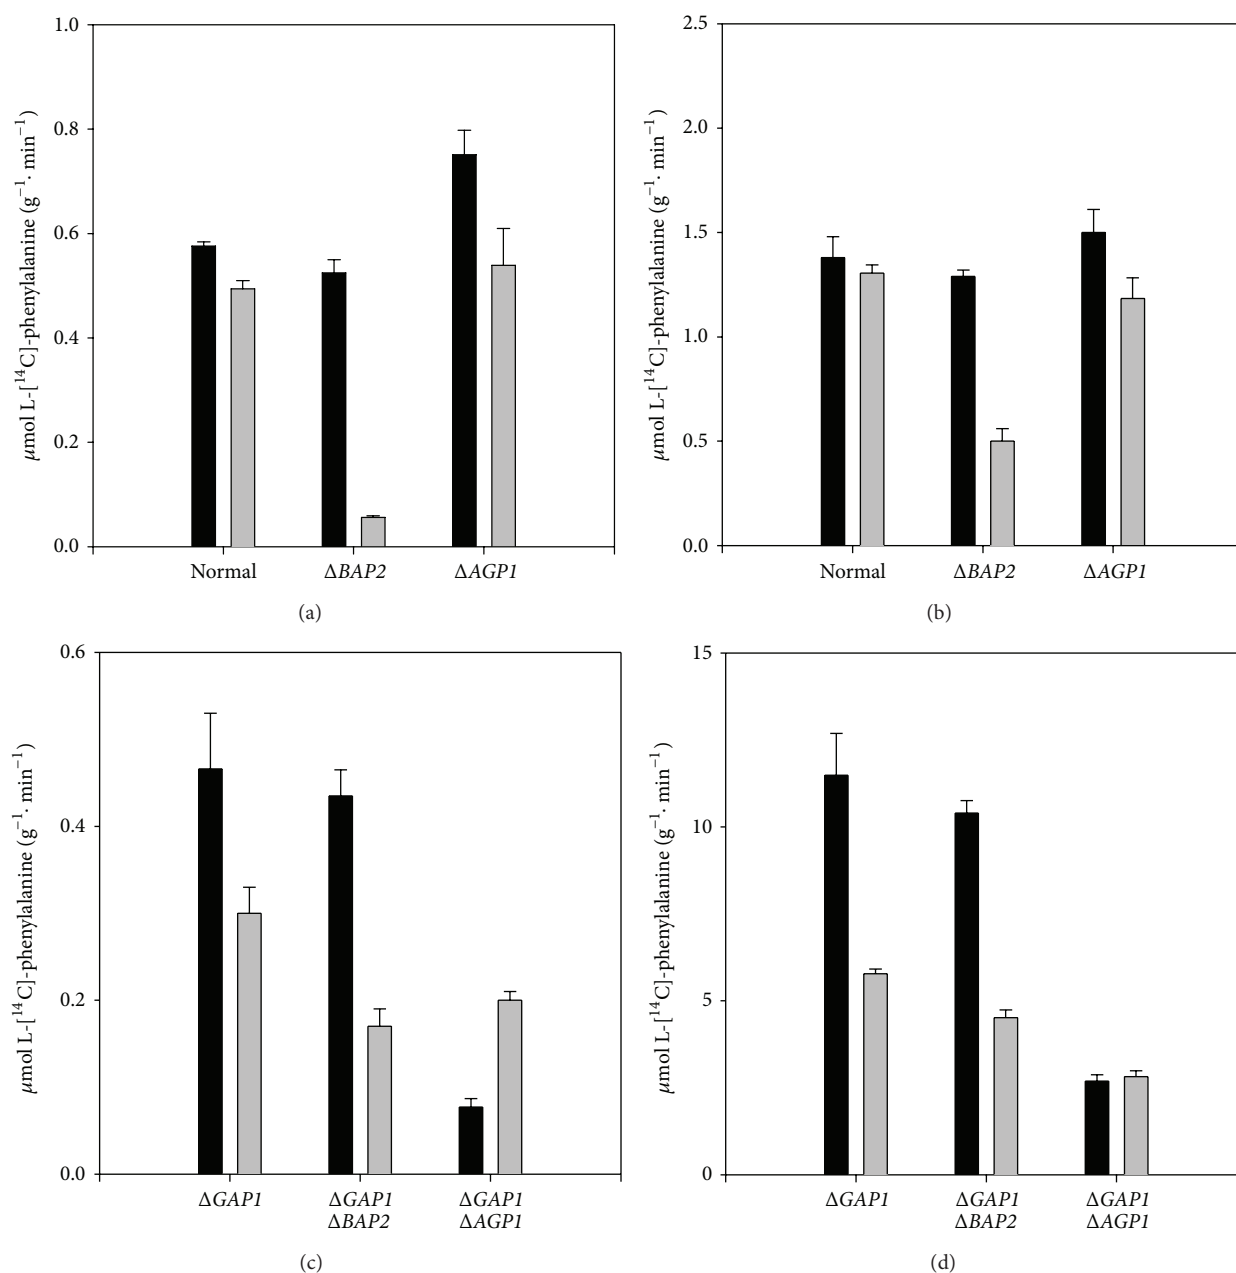 1.0
0.8
0.6
0.4
0.2
0.0
µmol L-[¹⁴C]-phenylalanine (g⁻¹· min⁻¹)
Normal ΔBAP2 ΔAGP1
(a)
2.5
2.0
1.5
1.0
0.5
0.0
µmol L-[¹⁴C]-phenylalanine (g⁻¹· min⁻¹)
Normal ΔBAP2 ΔAGP1
(b)
0.6
0.4
0.2
0.0
µmol L-[¹⁴C]-phenylalanine (g⁻¹· min⁻¹)
ΔGAP1 ΔGAP1 ΔGAP1
ΔBAP2 ΔAGP1
(c)
15
10
5
0
µmol L-[¹⁴C]-phenylalanine (g⁻¹· min⁻¹)
ΔGAP1 ΔGAP1 ΔGAP1
ΔBAP2 ΔAGP1
(d)